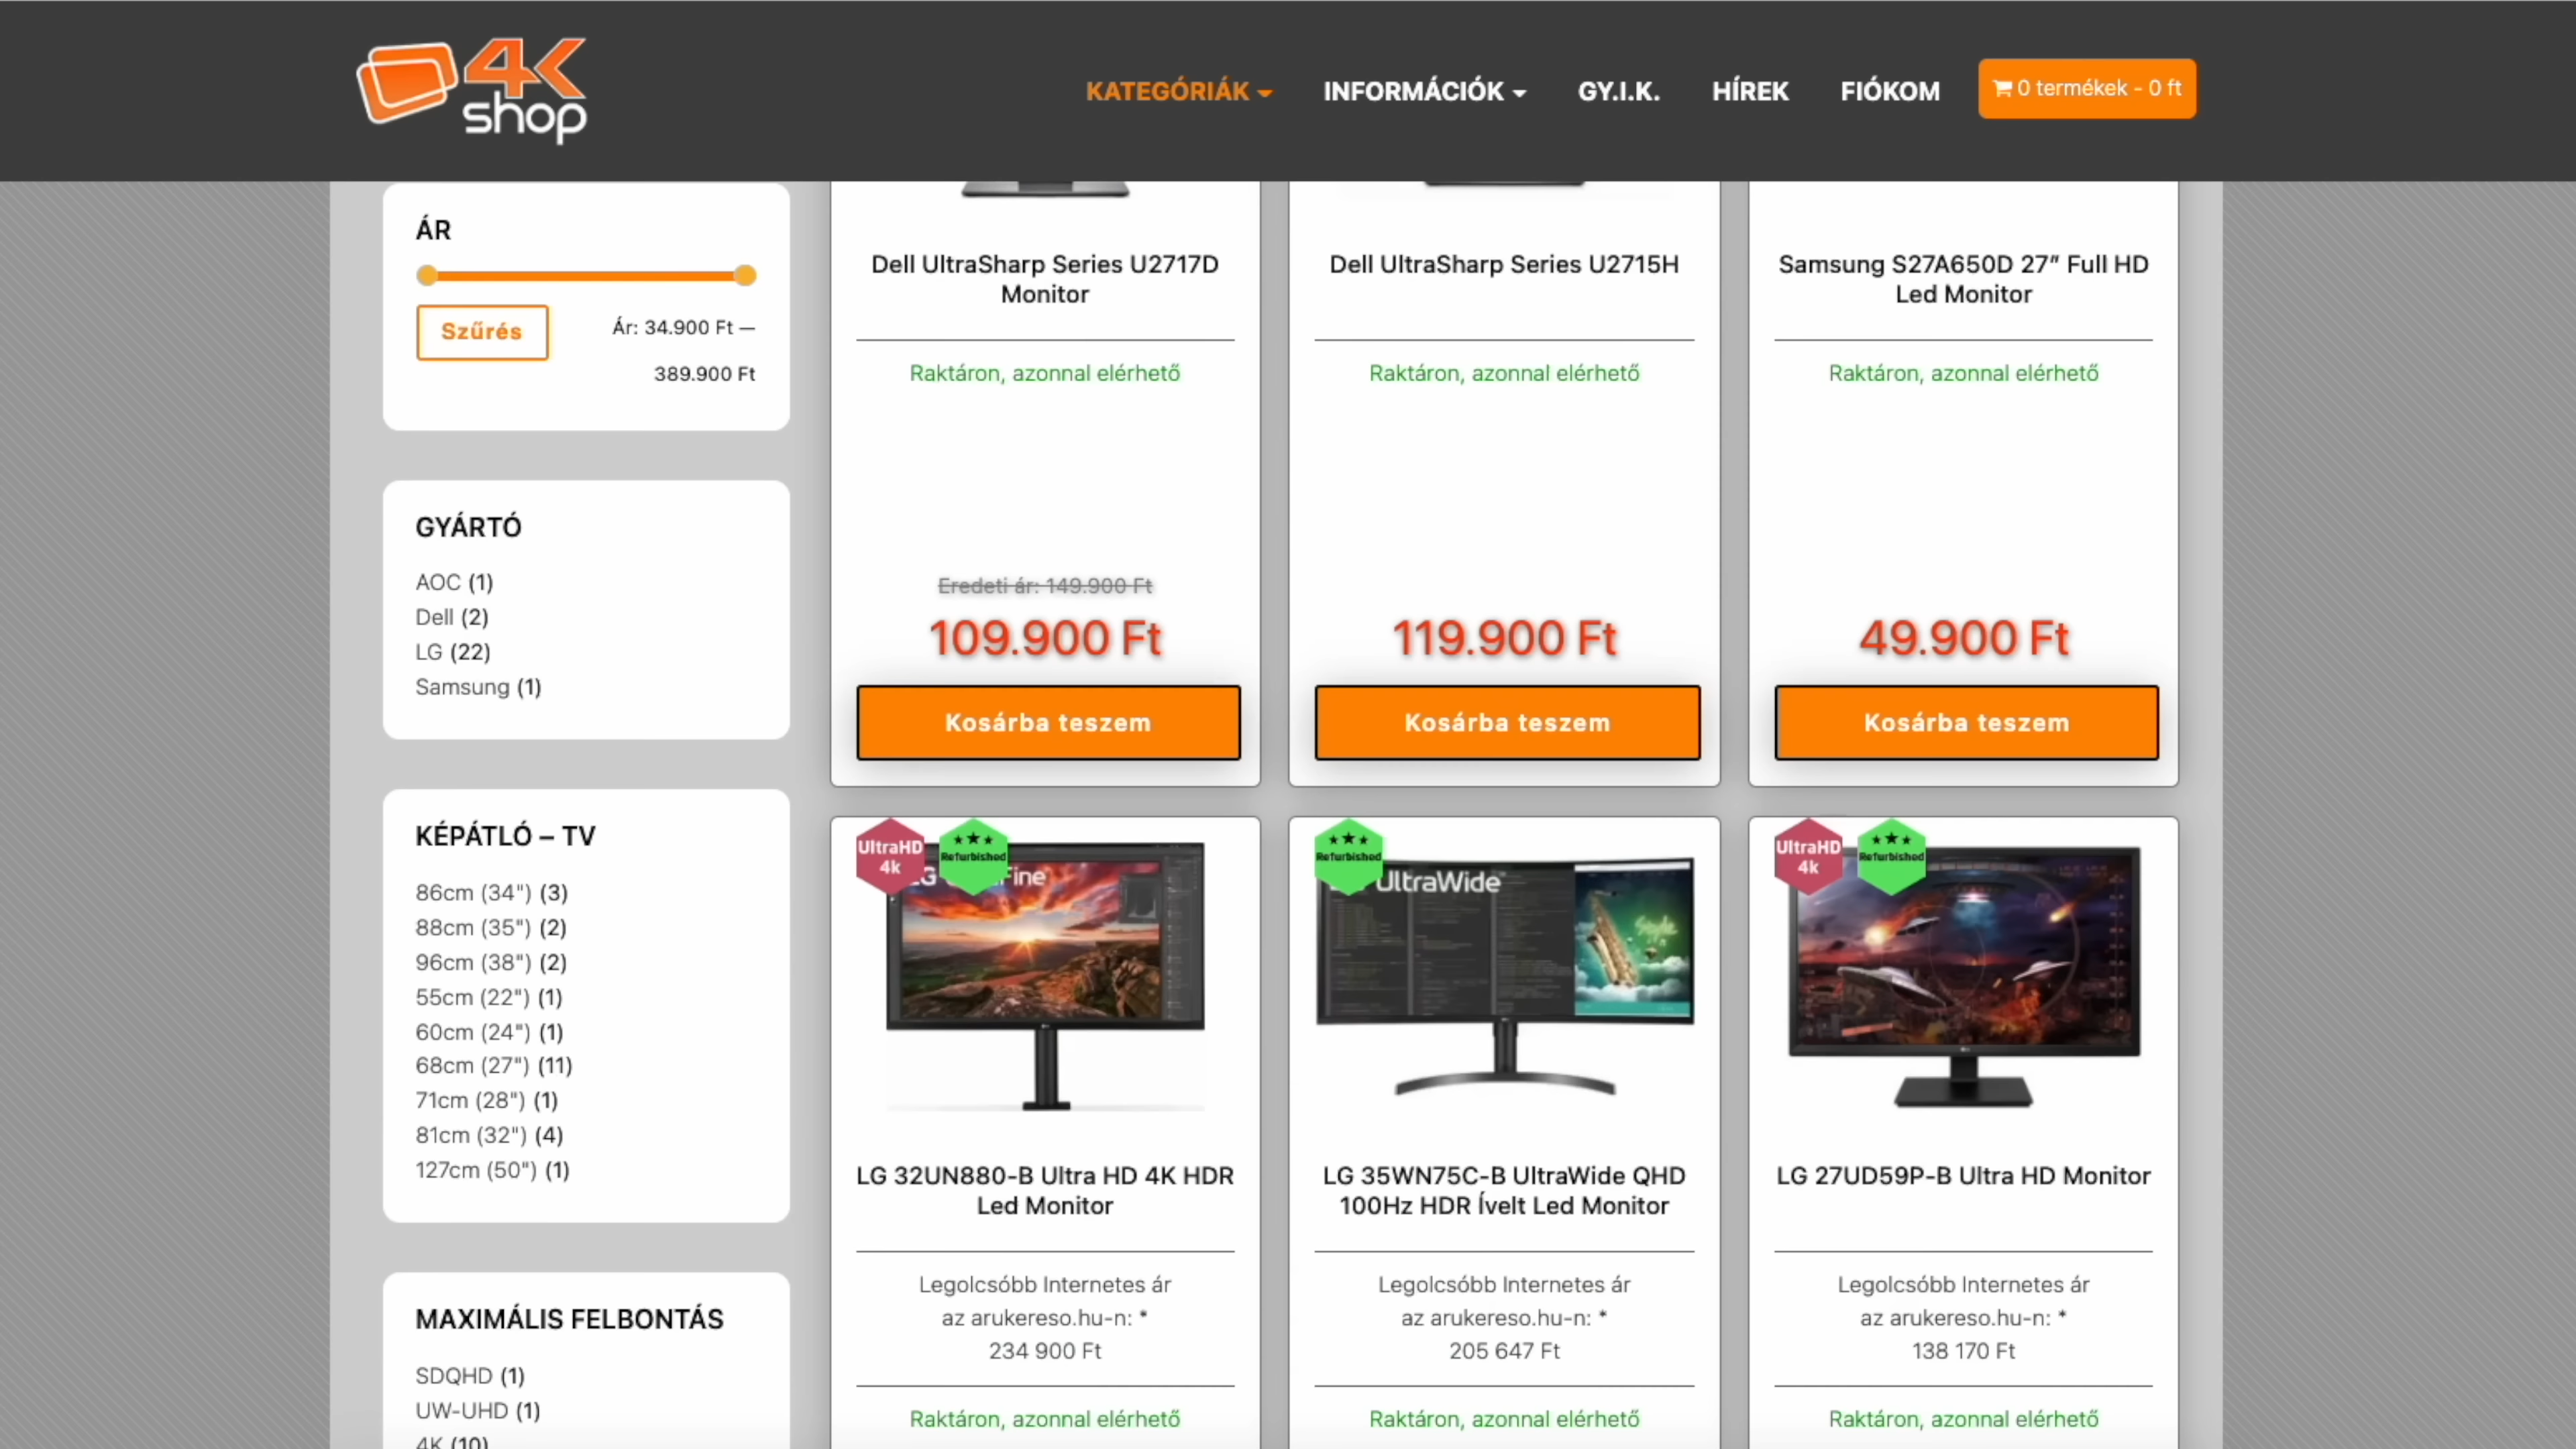 4K
shop
KATEGÓRIÁK
INFORMÁCIÓK
GY.I.K.
HÍREK
FIÓKOM
0 termékek - 0 ft
ÁR
Szűrés
Ár: 34.900 Ft —
389.900 Ft
GYÁRTÓ
AOC (1)
Dell (2)
LG (22)
Samsung (1)
KÉPÁTLÓ – TV
86cm (34") (3)
88cm (35") (2)
96cm (38") (2)
55cm (22") (1)
60cm (24") (1)
68cm (27") (11)
71cm (28") (1)
81cm (32") (4)
127cm (50") (1)
MAXIMÁLIS FELBONTÁS
SDQHD (1)
UW-UHD (1)
4K (10)
Dell UltraSharp Series U2717D
Monitor
Raktáron, azonnal elérhető
Eredeti ár: 149.900 Ft
109.900 Ft
Kosárba teszem
Dell UltraSharp Series U2715H
Raktáron, azonnal elérhető
119.900 Ft
Kosárba teszem
Samsung S27A650D 27″ Full HD
Led Monitor
Raktáron, azonnal elérhető
49.900 Ft
Kosárba teszem
UltraHD
4k
Refurbished
LG 32UN880-B Ultra HD 4K HDR
Led Monitor
Legolcsóbb Internetes ár
az arukereso.hu-n: *
234 900 Ft
Raktáron, azonnal elérhető
Refurbished
UltraWide
Style
LG 35WN75C-B UltraWide QHD
100Hz HDR Ívelt Led Monitor
Legolcsóbb Internetes ár
az arukereso.hu-n: *
205 647 Ft
Raktáron, azonnal elérhető
UltraHD
4k
Refurbished
LG 27UD59P-B Ultra HD Monitor
Legolcsóbb Internetes ár
az arukereso.hu-n: *
138 170 Ft
Raktáron, azonnal elérhető